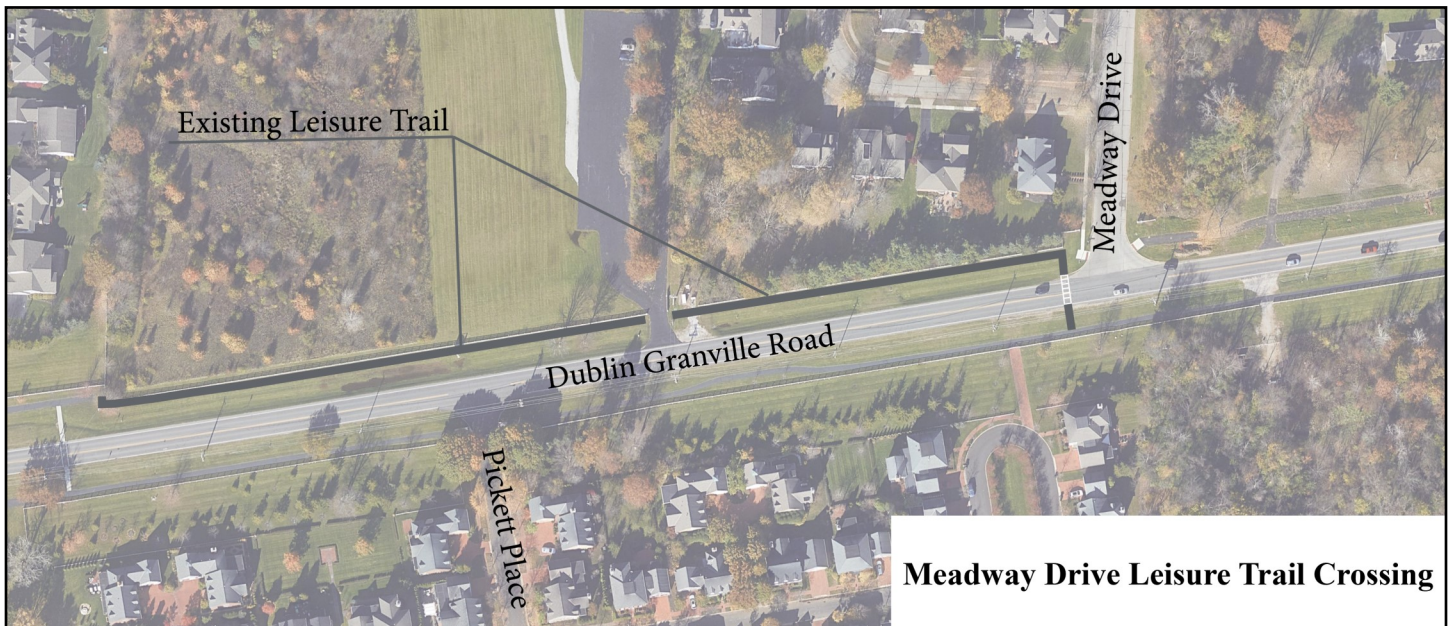 Existing Leisure Trail
Meadway Drive
Dublin Granville Road
Pickett Place
Meadway Drive Leisure Trail Crossing